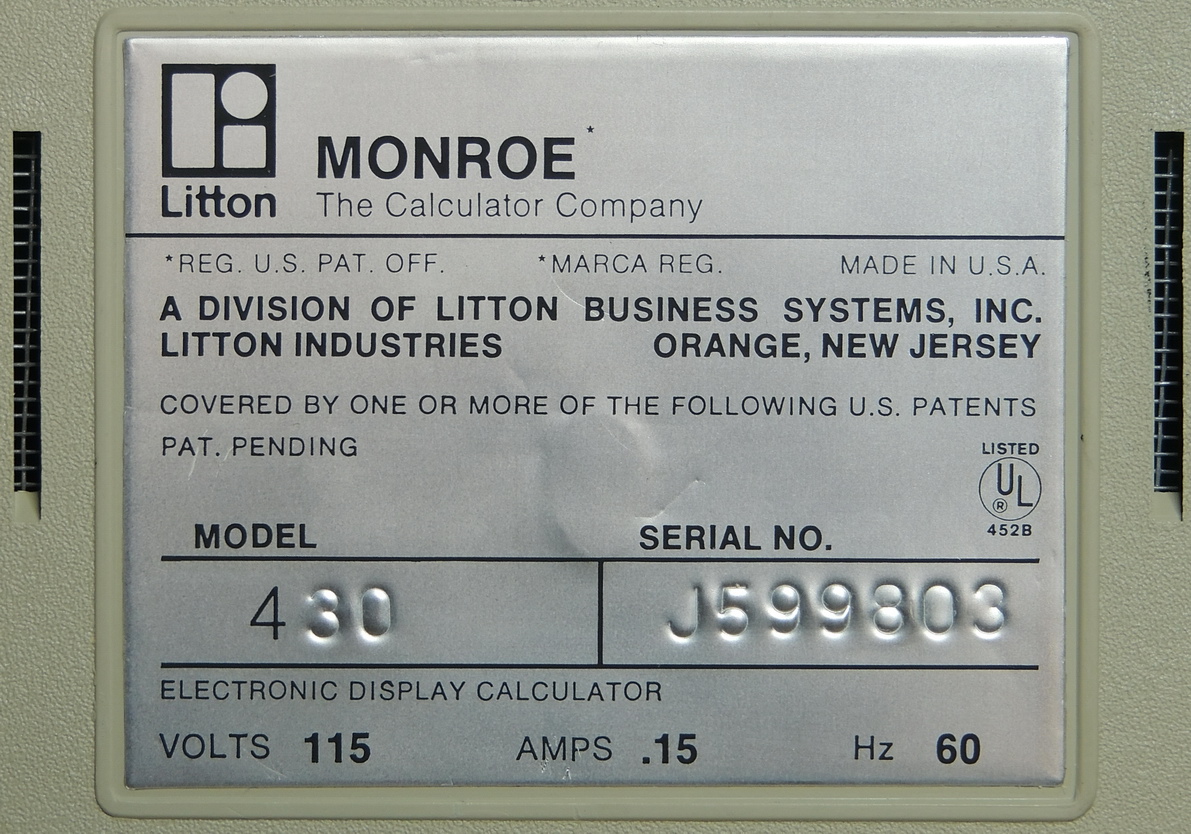 Litton
MONROE*
The Calculator Company
*REG. U.S. PAT. OFF. *MARCA REG. MADE IN U.S.A.
A DIVISION OF LITTON BUSINESS SYSTEMS, INC.
LITTON INDUSTRIES ORANGE, NEW JERSEY
COVERED BY ONE OR MORE OF THE FOLLOWING U.S. PATENTS
PAT. PENDING
LISTED
UL
®
452B
MODEL SERIAL NO.
430 J599803
ELECTRONIC DISPLAY CALCULATOR
VOLTS 115 AMPS .15 Hz 60